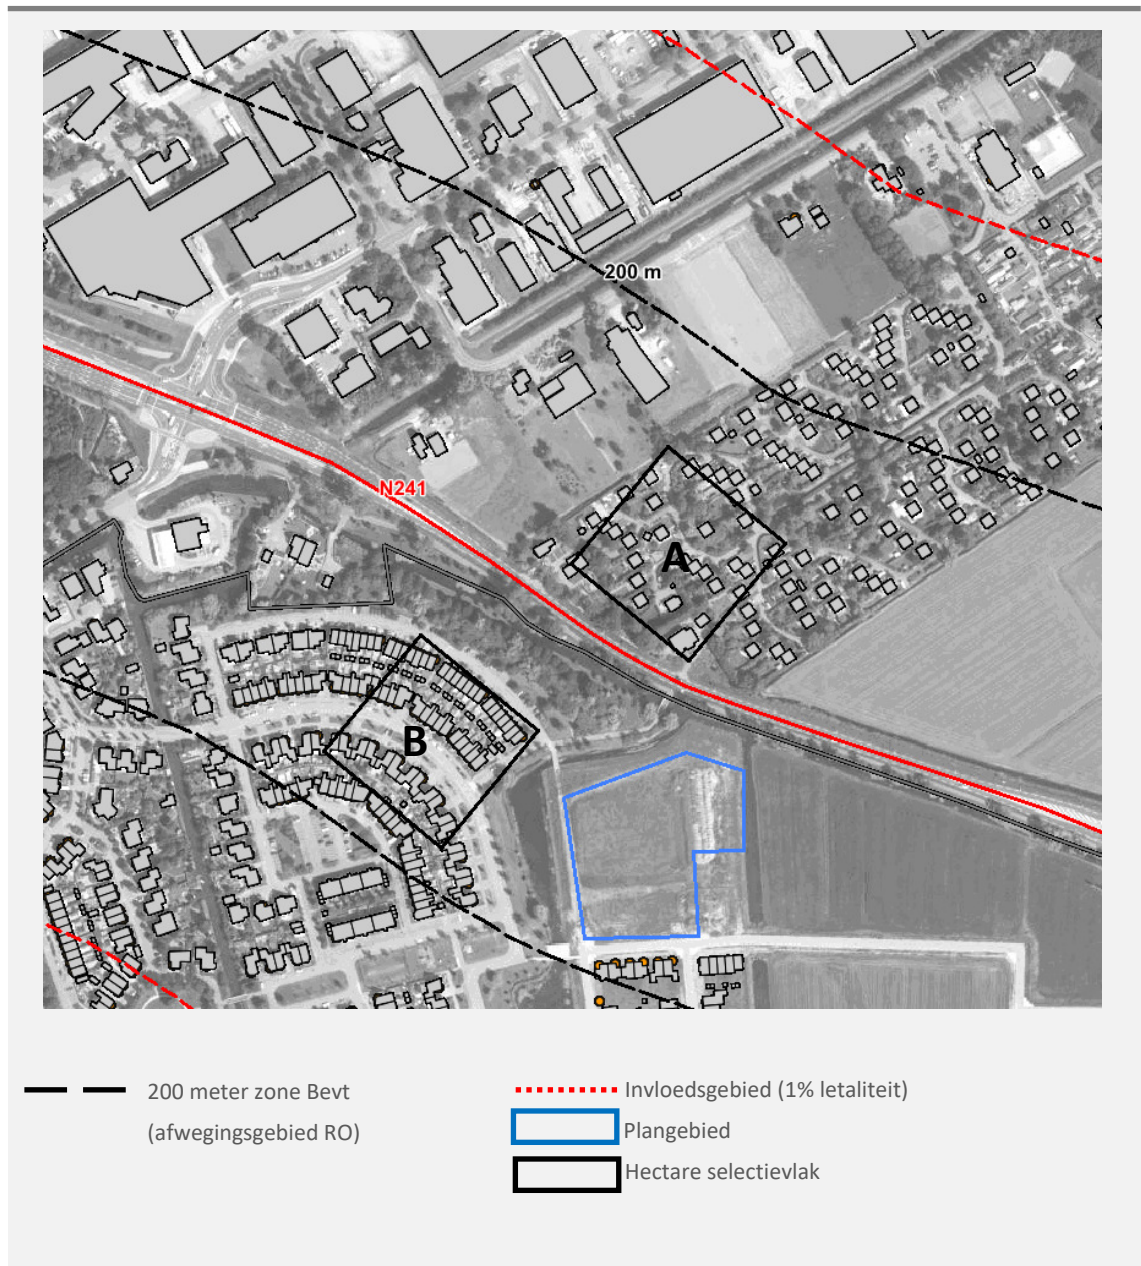 200 m
N241
A
B
200 meter zone Bevt
(afwegingsgebied RO)
Invloedsgebied (1% letaliteit)
Plangebied
Hectare selectievlak